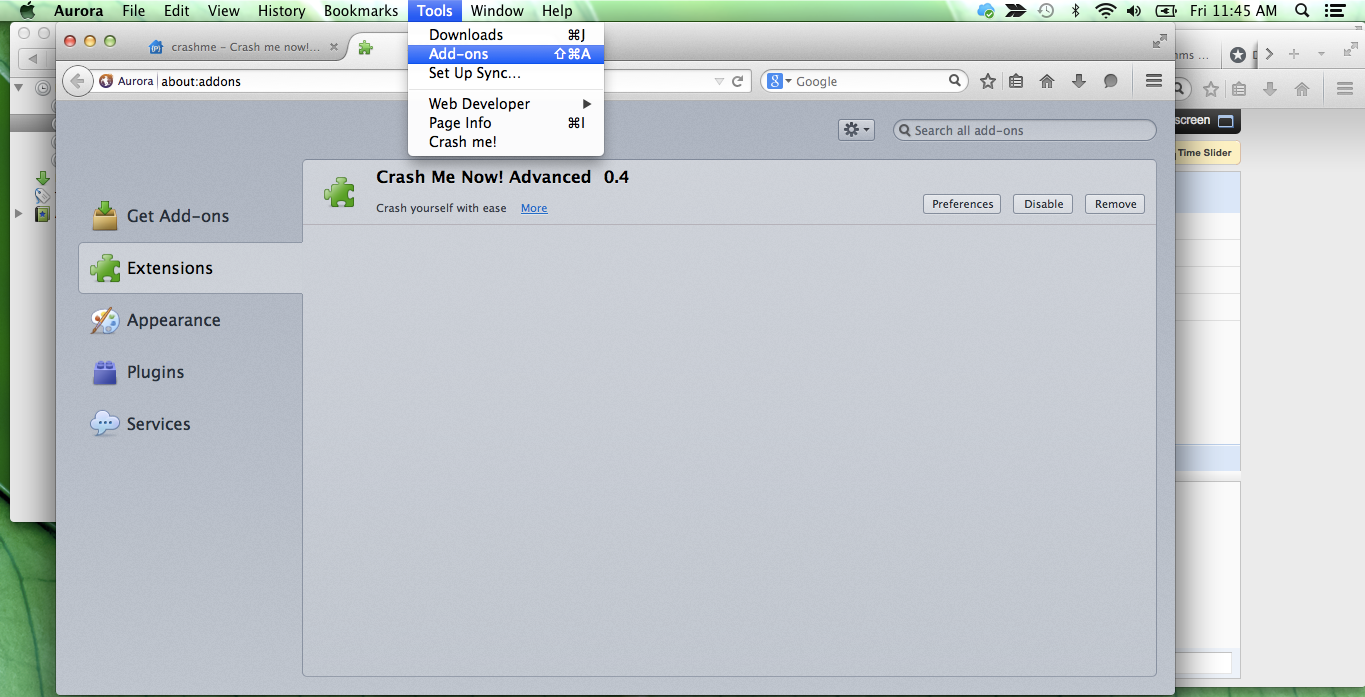 Aurora File Edit View History Bookmarks Tools Window Help Fri 11:45 AM
Downloads ⌘J
Add-ons ⇧⌘A
Set Up Sync...
Web Developer ▶
Page Info ⌘I
Crash me!
crashme – Crash me now!...
Aurora about:addons
Google
Search all add-ons
Get Add-ons
Extensions
Appearance
Plugins
Services
Crash Me Now! Advanced 0.4
Crash yourself with ease More
Preferences Disable Remove
screen
Time Slider